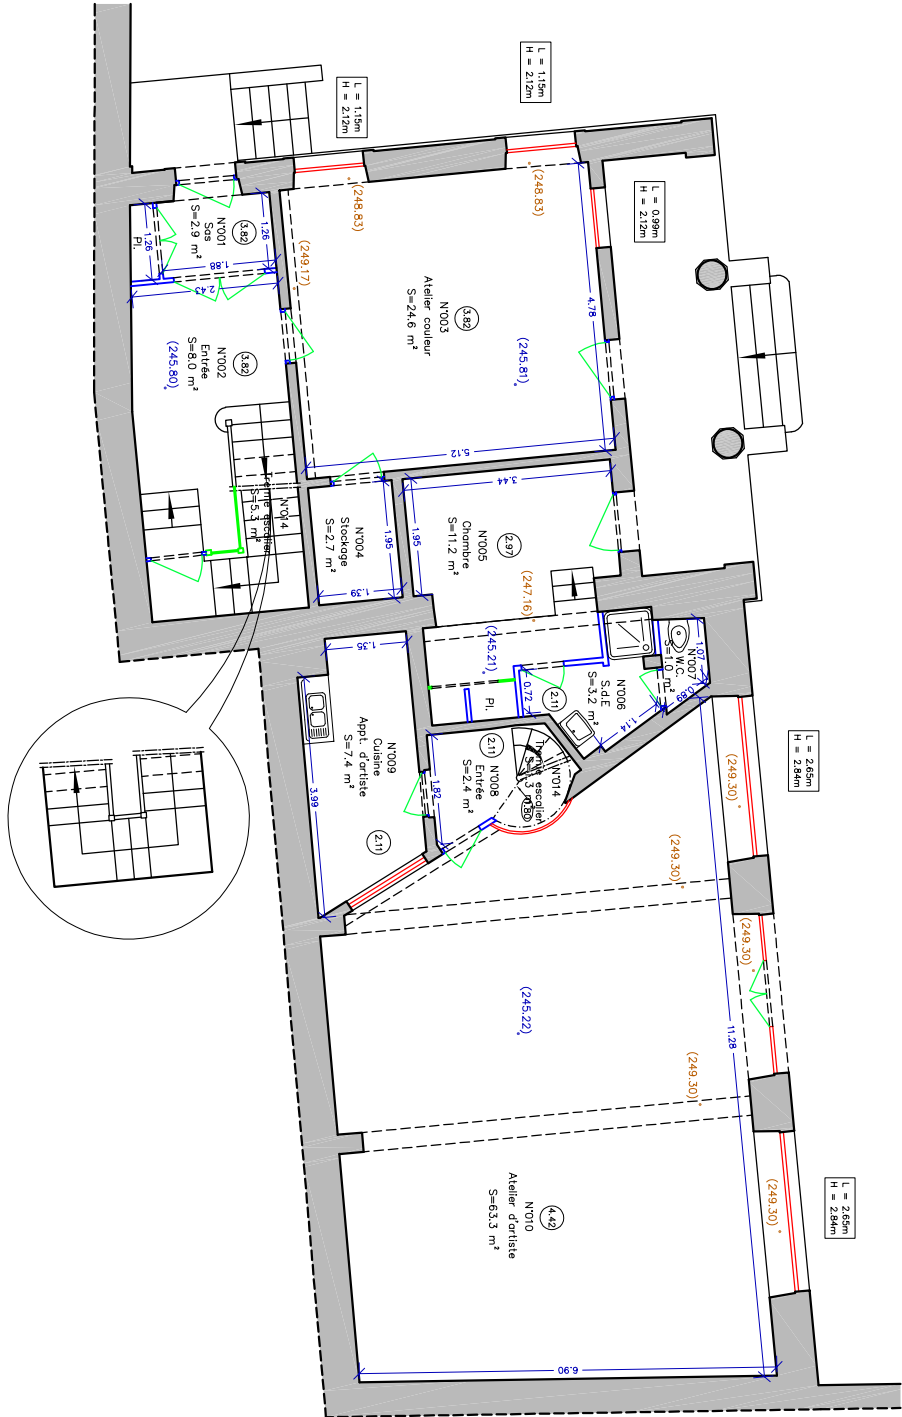 L = 1.15m
H = 2.12m
L = 1.15m
H = 2.12m
L = 0.99m
H = 2.12m
L = 2.65m
H = 2.84m
L = 2.65m
H = 2.84m
3.82
N°001
Sas
S=2.9 m²
1.26
1.26
1.88
Pl.
2.43
3.82
N°002
Entrée
S=8.0 m²
(245.80)
(248.83)
(248.83)
(249.17)
3.82
N°003
Atelier couleur
S=24.6 m²
(245.81)
4.78
5.12
N°014
Trémie escalier
S=5.3 m²
N°004
Stockage
S=2.7 m²
1.95
1.39
3.44
2.97
N°005
Chambre
S=11.2 m²
1.95
(247.16)
(245.21)
Pl.
0.72
2.11
N°006
S.d.E
S=3.2 m²
1.14
N°007
W.C.
S=1.0 m²
1.07
0.89
1.35
N°009
Cuisine
Appt. d'artiste
S=7.4 m²
3.99
2.11
2.11
N°008
Entrée
S=2.4 m²
1.82
N°014
Trémie escalier
S=1.3 m²
1.80
(249.30)
(249.30)
(249.30)
(249.30)
(249.30)
(245.22)
11.28
4.42
N°010
Atelier d'artiste
S=63.3 m²
6.90